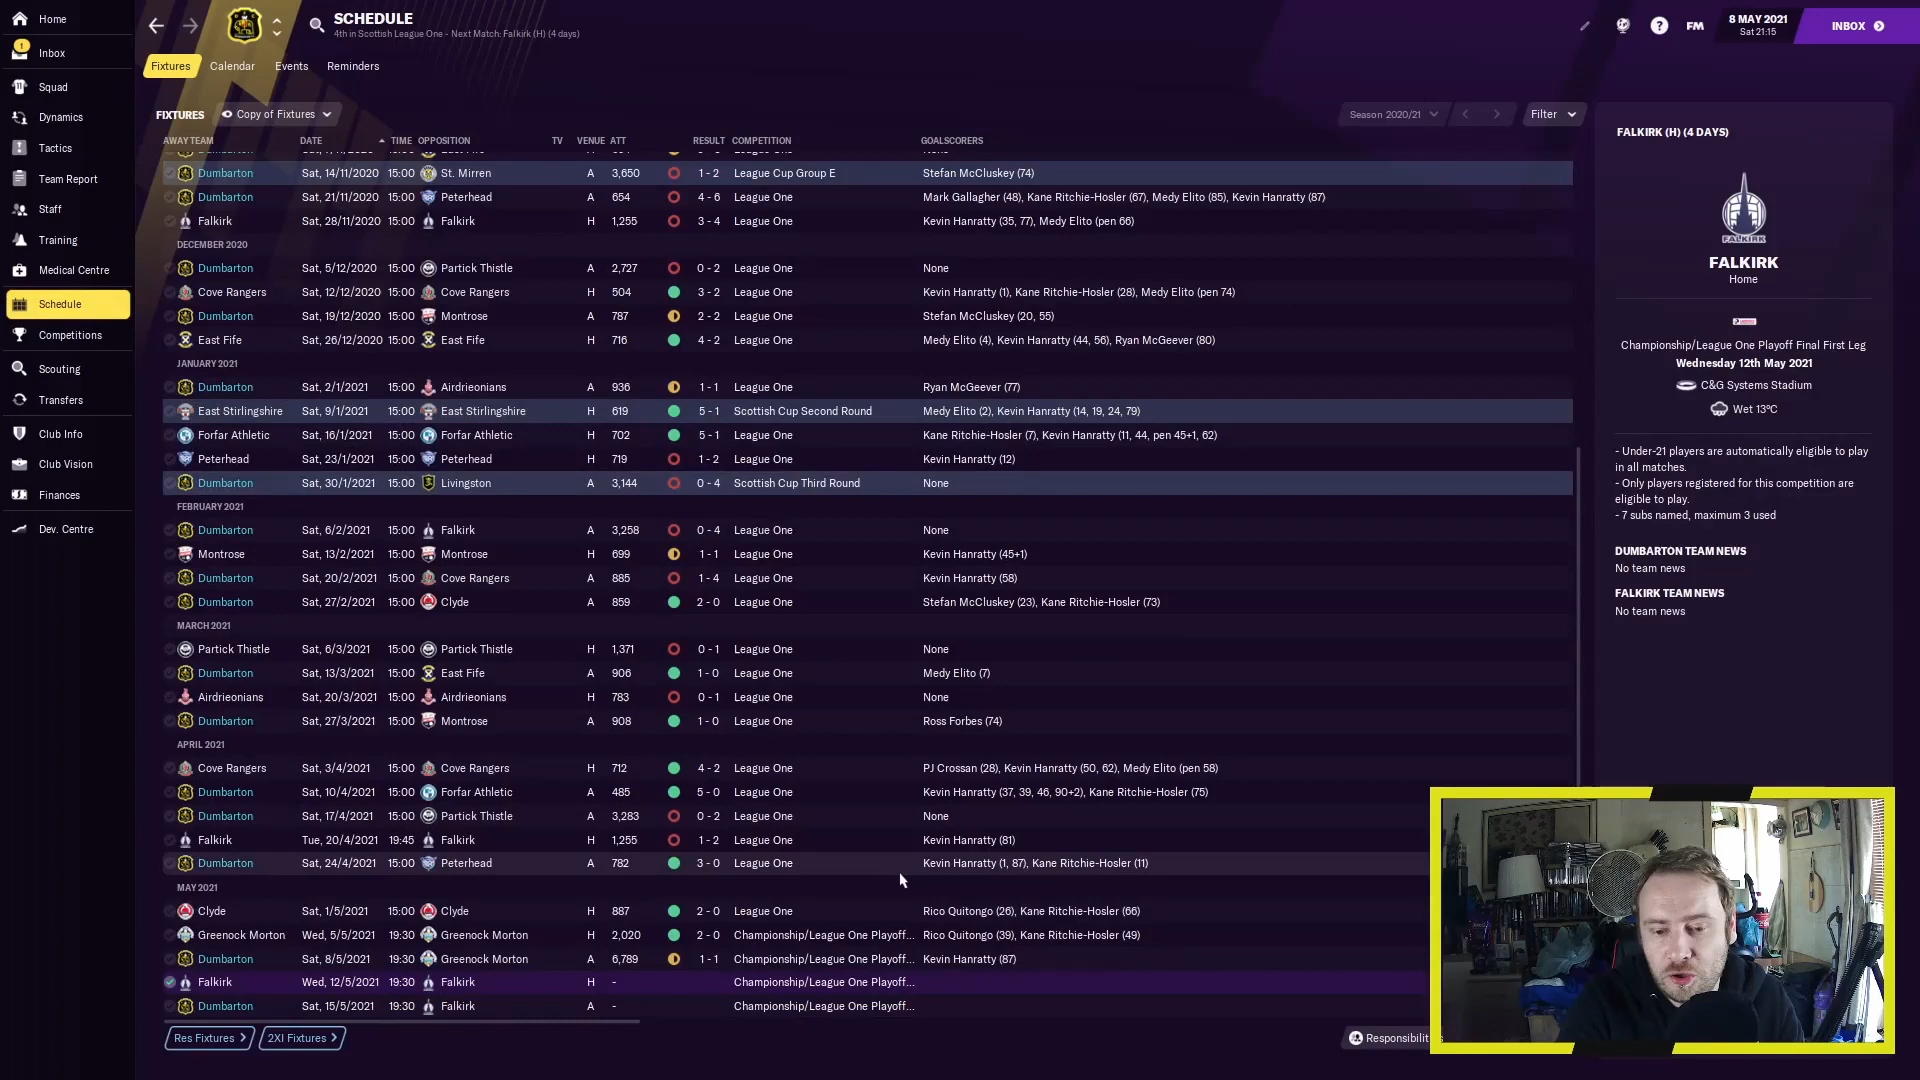 Home
SCHEDULE
4th in Scottish League One - Next Match: Falkirk (H) (4 days)
FM
8 MAY 2021
Sat 21:15
INBOX
1
Inbox
Fixtures
Calendar
Events
Reminders
Squad
Dynamics
Tactics
Team Report
Staff
Training
Medical Centre
Schedule
Competitions
Scouting
Transfers
Club Info
Club Vision
Finances
Dev. Centre
FIXTURES Copy of Fixtures
Season 2020/21
Filter
AWAY TEAM DATE TIME OPPOSITION TV VENUE ATT RESULT COMPETITION GOALSCORERS
Dumbarton Sat, 14/11/2020 15:00 St. Mirren A 3,650 1 - 2 League Cup Group E Stefan McCluskey (74)
Dumbarton Sat, 21/11/2020 15:00 Peterhead A 654 4 - 6 League One Mark Gallagher (48), Kane Ritchie-Hosler (67), Medy Elito (85), Kevin Hanratty (87)
Falkirk Sat, 28/11/2020 15:00 Falkirk H 1,255 3 - 4 League One Kevin Hanratty (35, 77), Medy Elito (pen 66)
DECEMBER 2020
Dumbarton Sat, 5/12/2020 15:00 Partick Thistle A 2,727 0 - 2 League One None
Cove Rangers Sat, 12/12/2020 15:00 Cove Rangers H 504 3 - 2 League One Kevin Hanratty (1), Kane Ritchie-Hosler (28), Medy Elito (pen 74)
Dumbarton Sat, 19/12/2020 15:00 Montrose A 787 2 - 2 League One Stefan McCluskey (20, 55)
East Fife Sat, 26/12/2020 15:00 East Fife H 716 4 - 2 League One Medy Elito (4), Kevin Hanratty (44, 56), Ryan McGeever (80)
JANUARY 2021
Dumbarton Sat, 2/1/2021 15:00 Airdrieonians A 936 1 - 1 League One Ryan McGeever (77)
East Stirlingshire Sat, 9/1/2021 15:00 East Stirlingshire H 619 5 - 1 Scottish Cup Second Round Medy Elito (2), Kevin Hanratty (14, 19, 24, 79)
Forfar Athletic Sat, 16/1/2021 15:00 Forfar Athletic H 702 5 - 1 League One Kane Ritchie-Hosler (7), Kevin Hanratty (11, 44, pen 45+1, 62)
Peterhead Sat, 23/1/2021 15:00 Peterhead H 719 1 - 2 League One Kevin Hanratty (12)
Dumbarton Sat, 30/1/2021 15:00 Livingston A 3,144 0 - 4 Scottish Cup Third Round None
FEBRUARY 2021
Dumbarton Sat, 6/2/2021 15:00 Falkirk A 3,258 0 - 4 League One None
Montrose Sat, 13/2/2021 15:00 Montrose H 699 1 - 1 League One Kevin Hanratty (45+1)
Dumbarton Sat, 20/2/2021 15:00 Cove Rangers A 885 1 - 4 League One Kevin Hanratty (58)
Dumbarton Sat, 27/2/2021 15:00 Clyde A 859 2 - 0 League One Stefan McCluskey (23), Kane Ritchie-Hosler (73)
MARCH 2021
Partick Thistle Sat, 6/3/2021 15:00 Partick Thistle H 1,371 0 - 1 League One None
Dumbarton Sat, 13/3/2021 15:00 East Fife A 906 1 - 0 League One Medy Elito (7)
Airdrieonians Sat, 20/3/2021 15:00 Airdrieonians H 783 0 - 1 League One None
Dumbarton Sat, 27/3/2021 15:00 Montrose A 908 1 - 0 League One Ross Forbes (74)
APRIL 2021
Cove Rangers Sat, 3/4/2021 15:00 Cove Rangers H 712 4 - 2 League One PJ Crossan (28), Kevin Hanratty (50, 62), Medy Elito (pen 58)
Dumbarton Sat, 10/4/2021 15:00 Forfar Athletic A 485 5 - 0 League One Kevin Hanratty (37, 39, 46, 90+2), Kane Ritchie-Hosler (75)
Dumbarton Sat, 17/4/2021 15:00 Partick Thistle A 3,283 0 - 2 League One None
Falkirk Tue, 20/4/2021 19:45 Falkirk H 1,255 1 - 2 League One Kevin Hanratty (81)
Dumbarton Sat, 24/4/2021 15:00 Peterhead A 782 3 - 0 League One Kevin Hanratty (1, 87), Kane Ritchie-Hosler (11)
MAY 2021
Clyde Sat, 1/5/2021 15:00 Clyde H 887 2 - 0 League One Rico Quitongo (26), Kane Ritchie-Hosler (66)
Greenock Morton Wed, 5/5/2021 19:30 Greenock Morton H 2,020 2 - 0 Championship/League One Playoff... Rico Quitongo (39), Kane Ritchie-Hosler (49)
Dumbarton Sat, 8/5/2021 19:30 Greenock Morton A 6,789 1 - 1 Championship/League One Playoff... Kevin Hanratty (87)
Falkirk Wed, 12/5/2021 19:30 Falkirk H - Championship/League One Playoff...
Dumbarton Sat, 15/5/2021 19:30 Falkirk A - Championship/League One Playoff...
Res Fixtures
2XI Fixtures
FALKIRK (H) (4 DAYS)
FALKIRK
FALKIRK
Home
Championship/League One Playoff Final First Leg
Wednesday 12th May 2021
C&G Systems Stadium
Wet 13ºC
- Under-21 players are automatically eligible to play
in all matches.
- Only players registered for this competition are
eligible to play.
- 7 subs named, maximum 3 used
DUMBARTON TEAM NEWS
No team news
FALKIRK TEAM NEWS
No team news